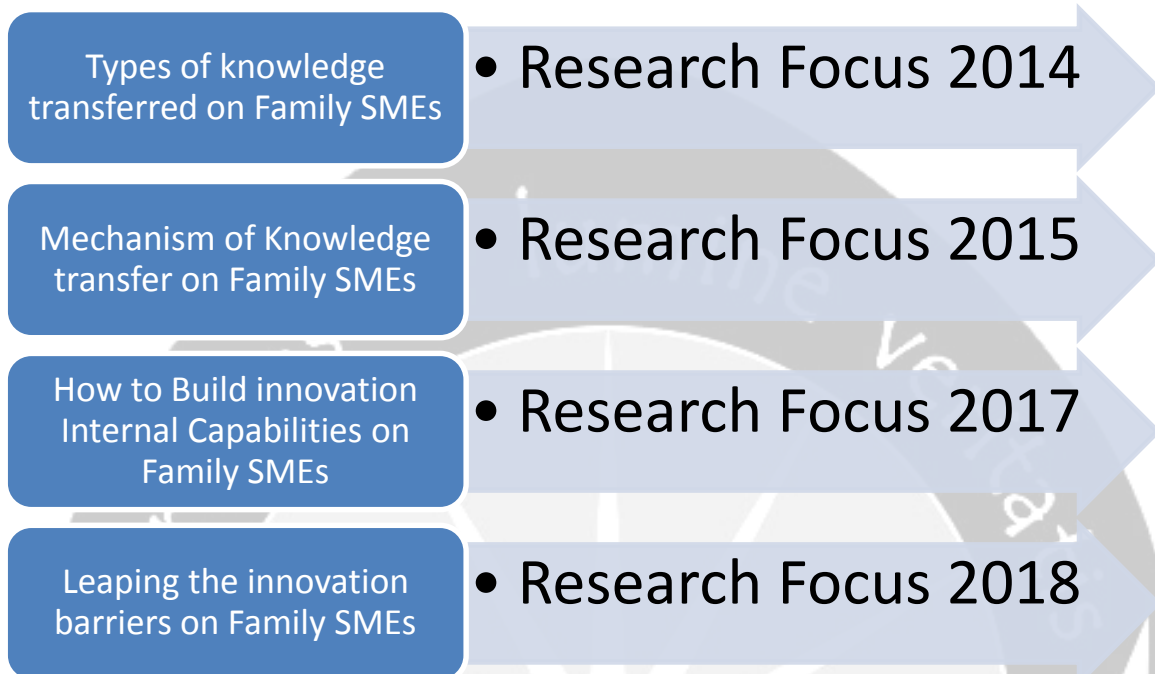 Types of knowledge
transferred on Family SMEs
• Research Focus 2014
Mechanism of Knowledge
transfer on Family SMEs
• Research Focus 2015
How to Build innovation
Internal Capabilities on
Family SMEs
• Research Focus 2017
Leaping the innovation
barriers on Family SMEs
• Research Focus 2018
lumine veritatis